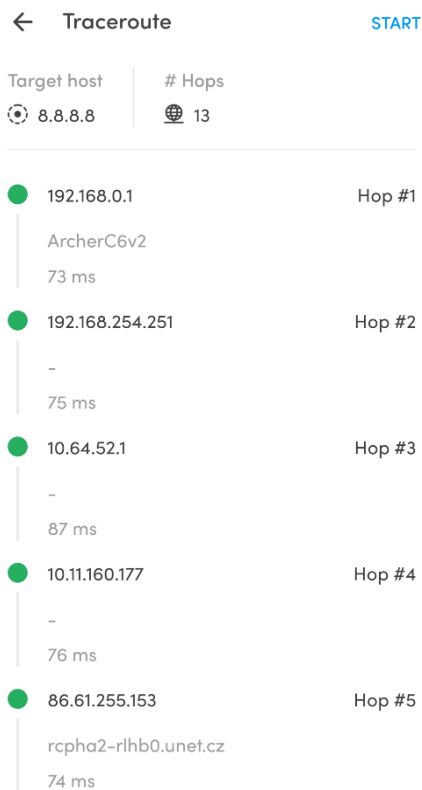 ← Traceroute START
Target host # Hops
8.8.8.8 13
192.168.0.1 Hop #1
ArcherC6v2
73 ms
192.168.254.251 Hop #2
-
75 ms
10.64.52.1 Hop #3
-
87 ms
10.11.160.177 Hop #4
-
76 ms
86.61.255.153 Hop #5
rcpha2-rlhb0.unet.cz
74 ms